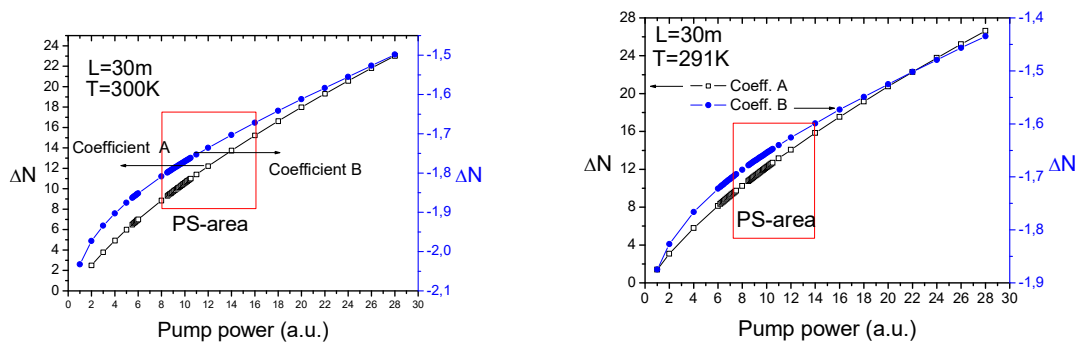 L=30m
T=300K
Coefficient A
Coefficient B
PS-area
ΔN
ΔN
24
22
20
18
16
14
12
10
8
6
4
2
0
-1,5
-1,6
-1,7
-1,8
-1,9
-2,0
-2,1
0 2 4 6 8 10 12 14 16 18 20 22 24 26 28 30
Pump power (a.u.)
L=30m
T=291K
Coeff. A
Coeff. B
PS-area
ΔN
ΔN
28
24
20
16
12
8
4
0
-1,4
-1,5
-1,6
-1,7
-1,8
-1,9
0 2 4 6 8 10 12 14 16 18 20 22 24 26 28 30
Pump power (a.u.)